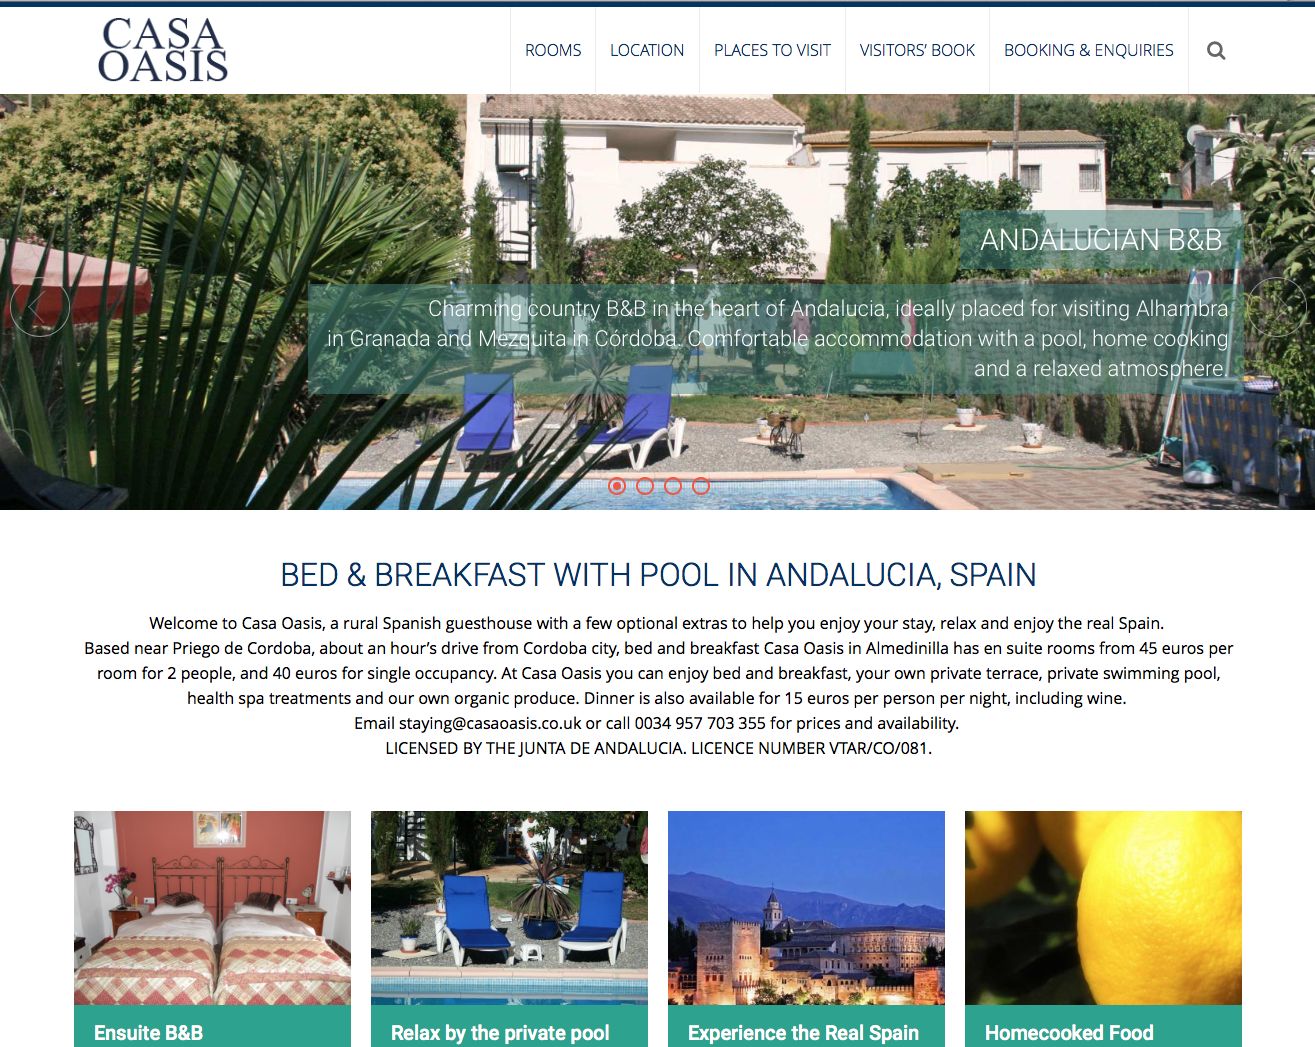 CASA
OASIS
ROOMS
LOCATION
PLACES TO VISIT
VISITORS’ BOOK
BOOKING & ENQUIRIES
ANDALUCIAN B&B
Charming country B&B in the heart of Andalucia, ideally placed for visiting Alhambra
in Granada and Mezquita in Córdoba. Comfortable accommodation with a pool, home cooking
and a relaxed atmosphere.
BED & BREAKFAST WITH POOL IN ANDALUCIA, SPAIN
Welcome to Casa Oasis, a rural Spanish guesthouse with a few optional extras to help you enjoy your stay, relax and enjoy the real Spain.
Based near Priego de Cordoba, about an hour’s drive from Cordoba city, bed and breakfast Casa Oasis in Almedinilla has en suite rooms from 45 euros per
room for 2 people, and 40 euros for single occupancy. At Casa Oasis you can enjoy bed and breakfast, your own private terrace, private swimming pool,
health spa treatments and our own organic produce. Dinner is also available for 15 euros per person per night, including wine.
Email staying@casaoasis.co.uk or call 0034 957 703 355 for prices and availability.
LICENSED BY THE JUNTA DE ANDALUCIA. LICENCE NUMBER VTAR/CO/081.
Ensuite B&B
Relax by the private pool
Experience the Real Spain
Homecooked Food